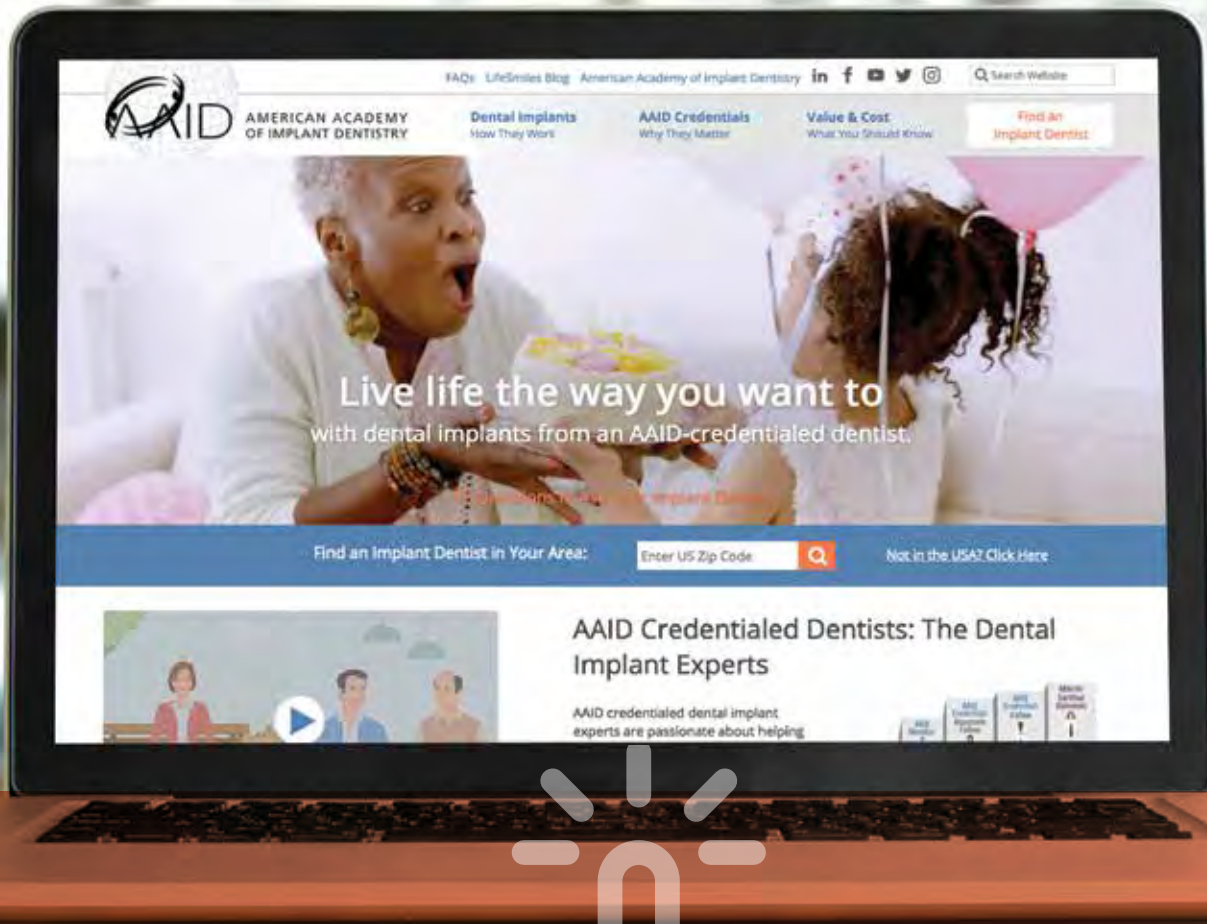 FAQs LifeSmiles Blog American Academy of Implant Dentistry in f Search Website
AAID AMERICAN ACADEMY
OF IMPLANT DENTISTRY
Dental Implants
How They Work
AAID Credentials
Why They Matter
Value & Cost
What You Should Know
Find an
Implant Dentist
Live life the way you want to
with dental implants from an AAID-credentialed dentist.
Find an Implant Dentist in Your Area: Enter US Zip Code Not in the USA? Click Here
AAID Credentialed Dentists: The Dental
Implant Experts
AAID credentialed dental implant
experts are passionate about helping